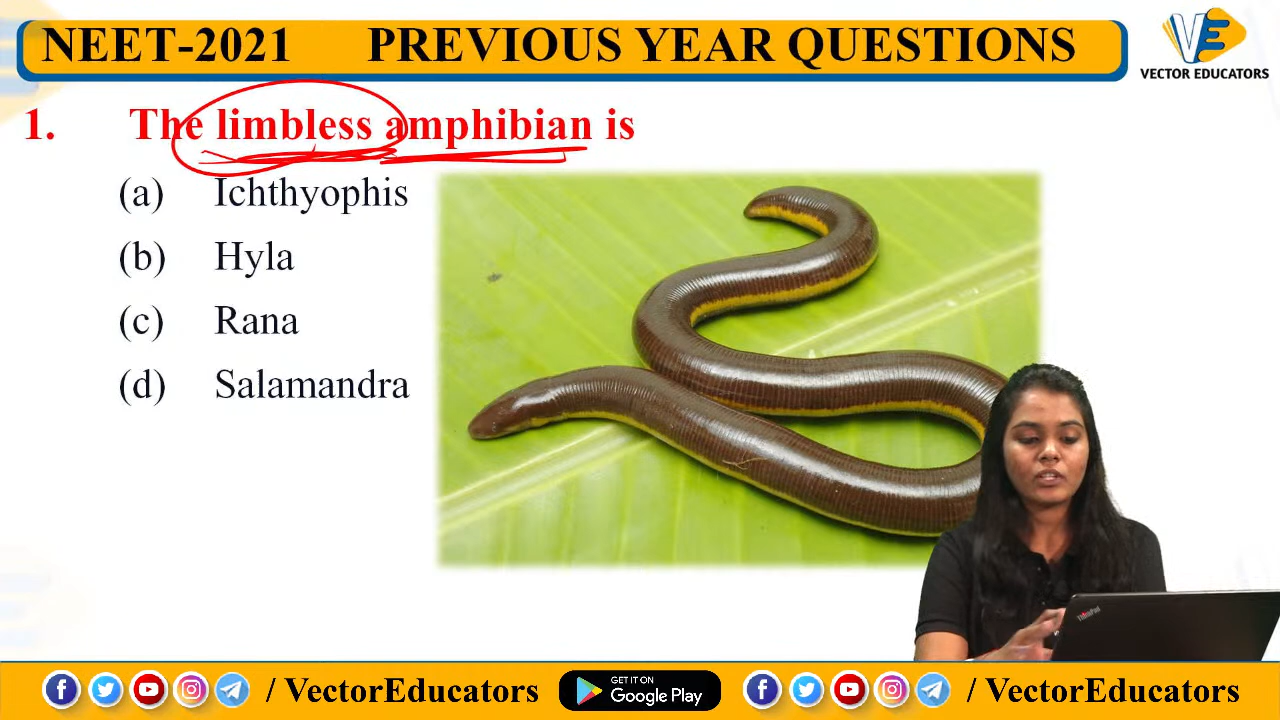 NEET-2021 PREVIOUS YEAR QUESTIONS
VECTOR EDUCATORS
1. The limbless amphibian is
(a) Ichthyophis
(b) Hyla
(c) Rana
(d) Salamandra
ThinkPad
/ VectorEducators
GET IT ON
Google Play
/ VectorEducators